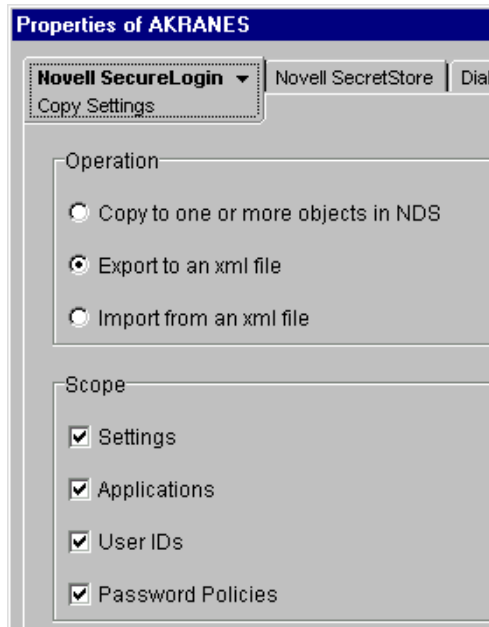 Properties of AKRANES
Novell SecureLogin Novell SecretStore Dia
Copy Settings
Operation
Copy to one or more objects in NDS
Export to an xml file
Import from an xml file
Scope
Settings
Applications
User IDs
Password Policies